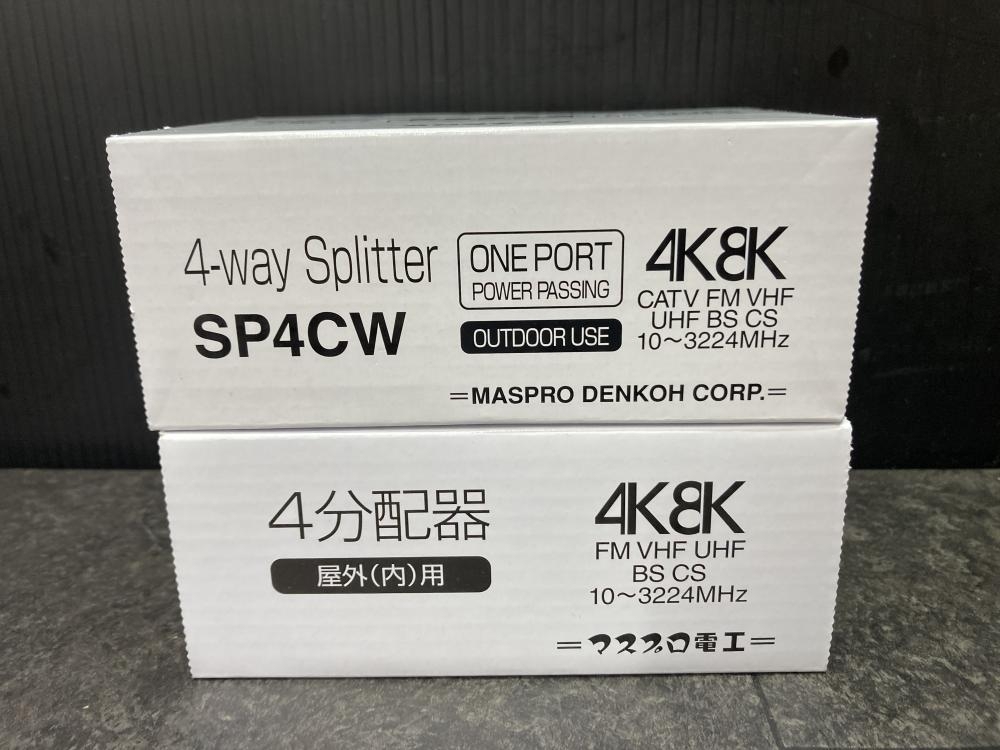 4-way Splitter
SP4CW
ONE PORT
POWER PASSING
OUTDOOR USE
4K8K
CATV FM VHF
UHF BS CS
10〜3224MHz
=MASPRO DENKOH CORP.=
4分配器
屋外(内)用
4K8K
FM VHF UHF
BS CS
10〜3224MHz
=マスプロ電工=